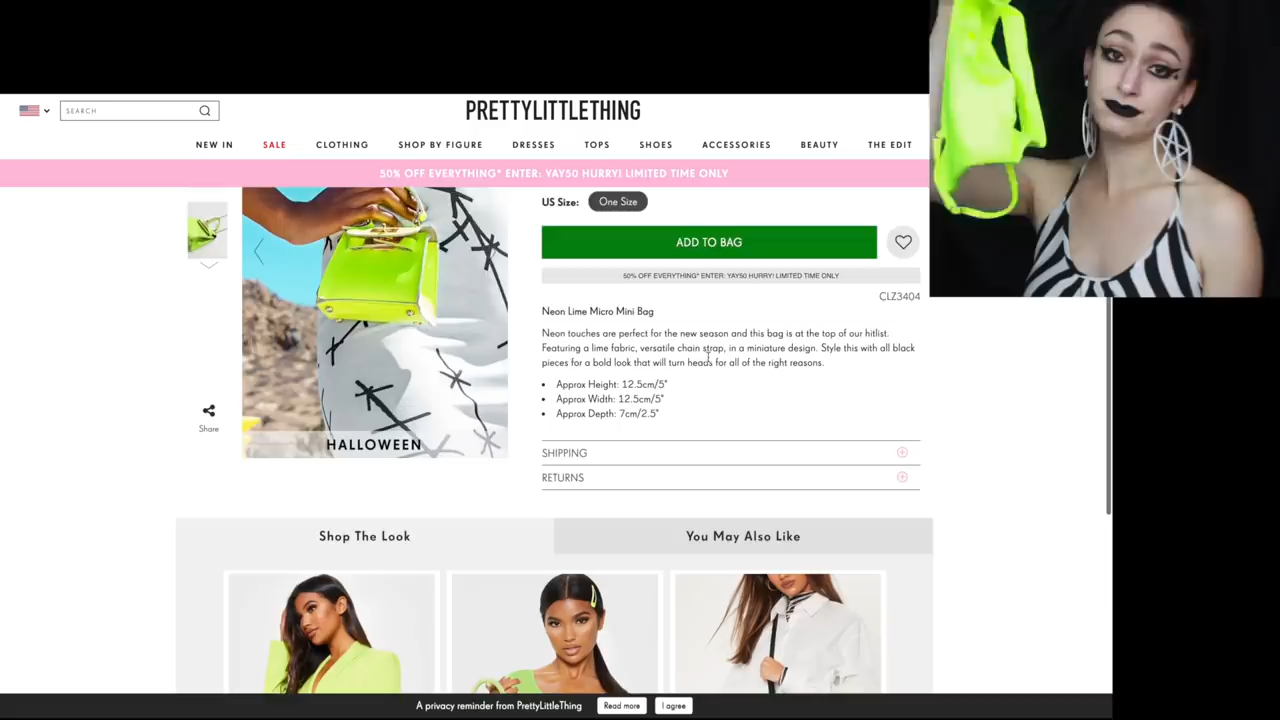 SEARCH
PRETTYLITTLETHING
NEW IN SALE CLOTHING SHOP BY FIGURE DRESSES TOPS SHOES ACCESSORIES BEAUTY THE EDIT
50% OFF EVERYTHING* ENTER: YAY50 HURRY! LIMITED TIME ONLY
US Size: One Size
ADD TO BAG
50% OFF EVERYTHING* ENTER: YAY50 HURRY! LIMITED TIME ONLY
CLZ3404
Neon Lime Micro Mini Bag
Neon touches are perfect for the new season and this bag is at the top of our hitlist.
Featuring a lime fabric, versatile chain strap, in a miniature design. Style this with all black
pieces for a bold look that will turn heads for all of the right reasons.
• Approx Height: 12.5cm/5"
• Approx Width: 12.5cm/5"
• Approx Depth: 7cm/2.5"
Share
HALLOWEEN
SHIPPING
RETURNS
Shop The Look
You May Also Like
A privacy reminder from PrettyLittleThing Read more I agree